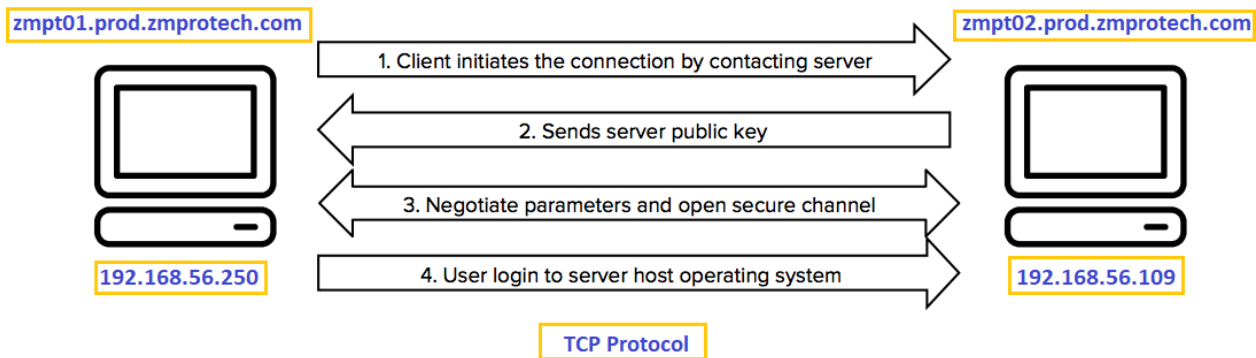 zmpt01.prod.zmprotech.com
zmpt02.prod.zmprotech.com
1. Client initiates the connection by contacting server
2. Sends server public key
3. Negotiate parameters and open secure channel
4. User login to server host operating system
192.168.56.250
192.168.56.109
TCP Protocol